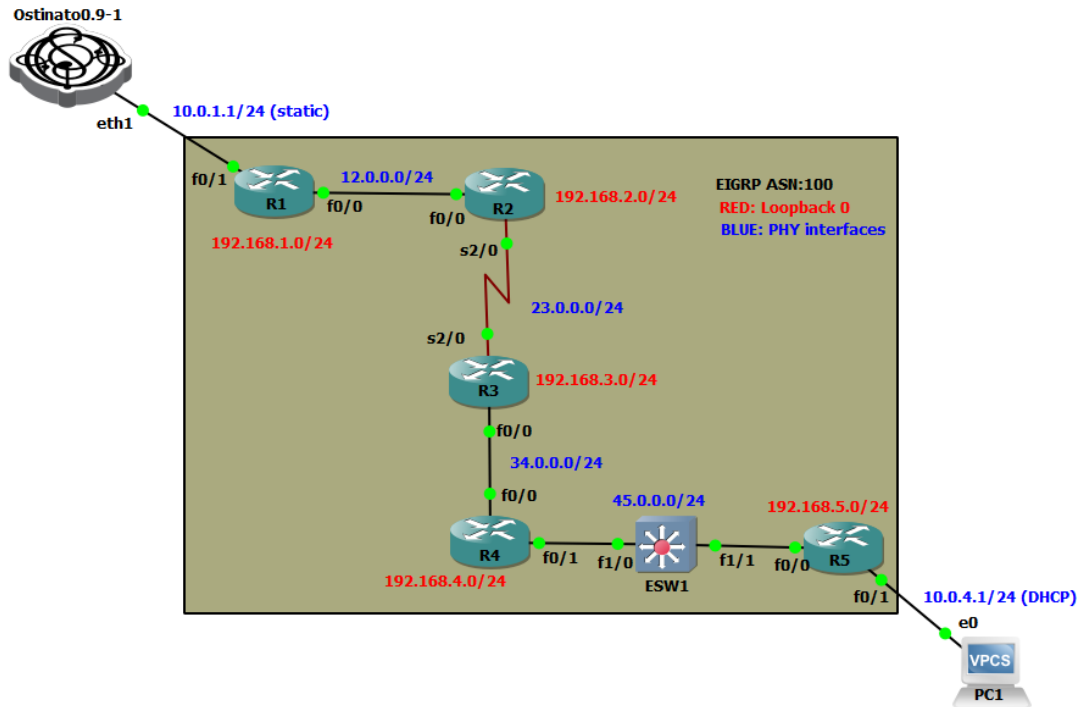 Ostinato0.9-1
10.0.1.1/24 (static)
eth1
f0/1
R1
f0/0
12.0.0.0/24
f0/0
R2
192.168.2.0/24
EIGRP ASN:100
RED: Loopback 0
BLUE: PHY interfaces
192.168.1.0/24
s2/0
23.0.0.0/24
s2/0
R3
192.168.3.0/24
f0/0
34.0.0.0/24
f0/0
R4
192.168.4.0/24
f0/1
45.0.0.0/24
f1/0
ESW1
f1/1
192.168.5.0/24
f0/0
R5
f0/1
10.0.4.1/24 (DHCP)
e0
VPCS
PC1